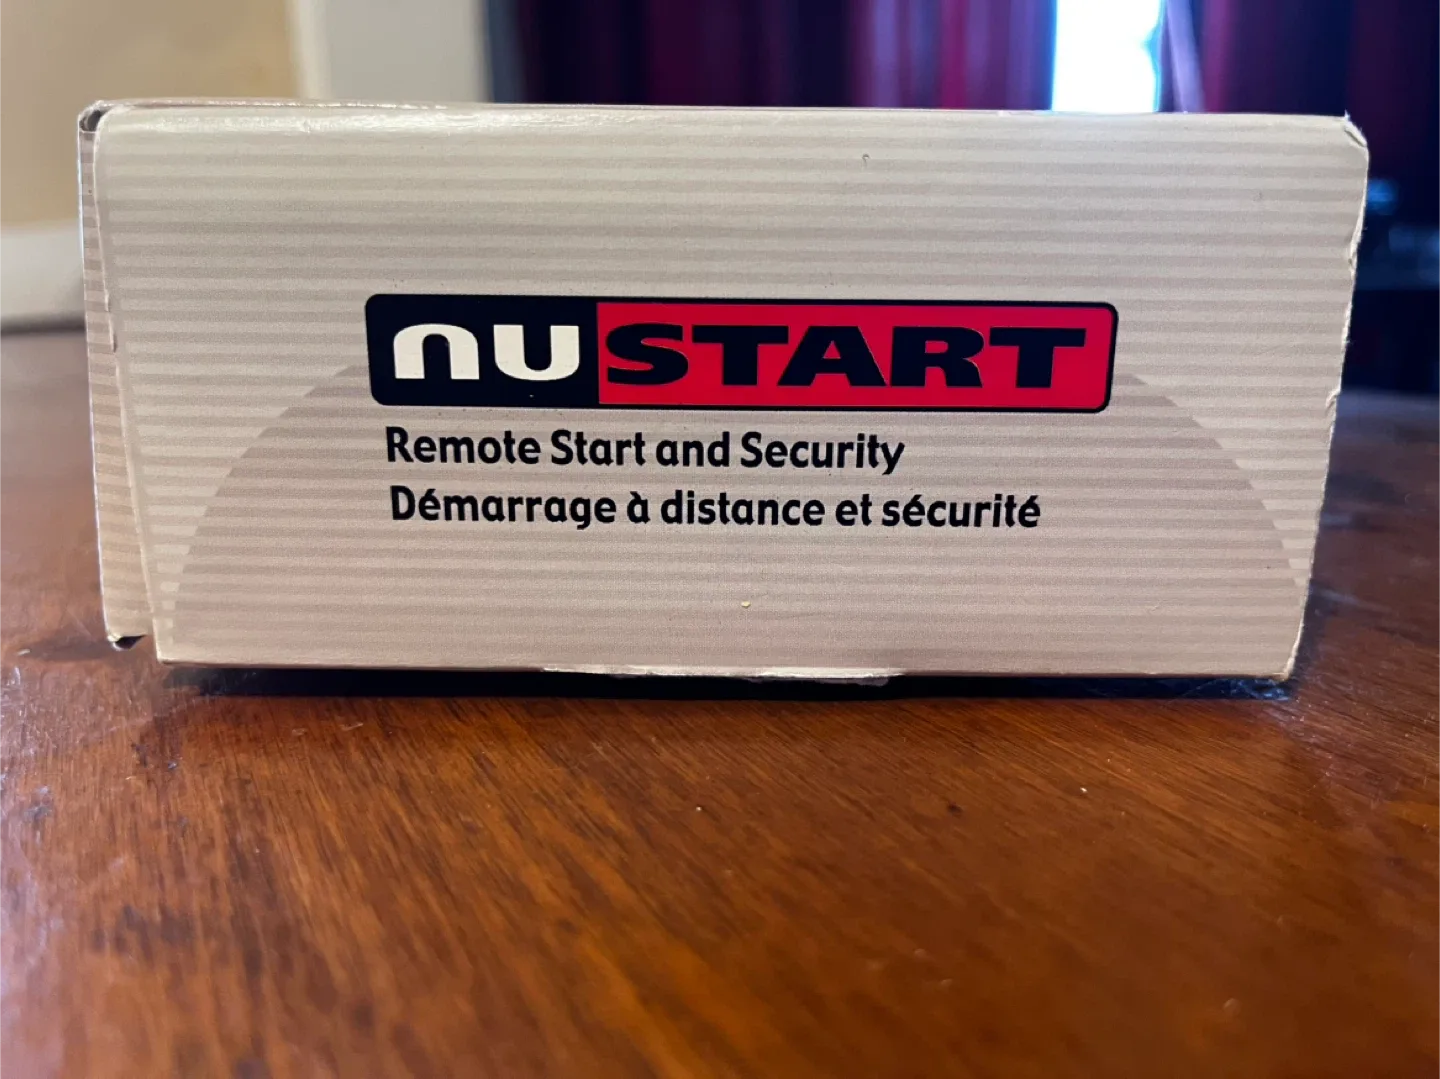 nuSTART
Remote Start and Security
Démarrage à distance et sécurité